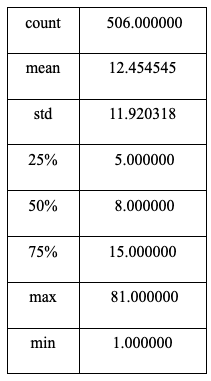 count 506.000000
mean 12.454545
std 11.920318
25% 5.000000
50% 8.000000
75% 15.000000
max 81.000000
min 1.000000